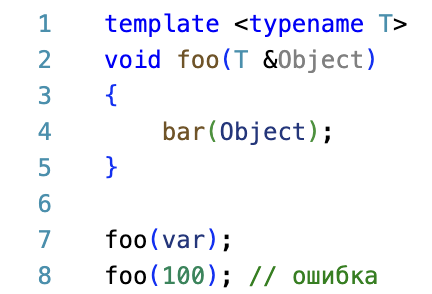 1 template <typename T>
2 void foo(T &Object)
3 {
4     bar(Object);
5 }
6
7 foo(var);
8 foo(100); // ошибка